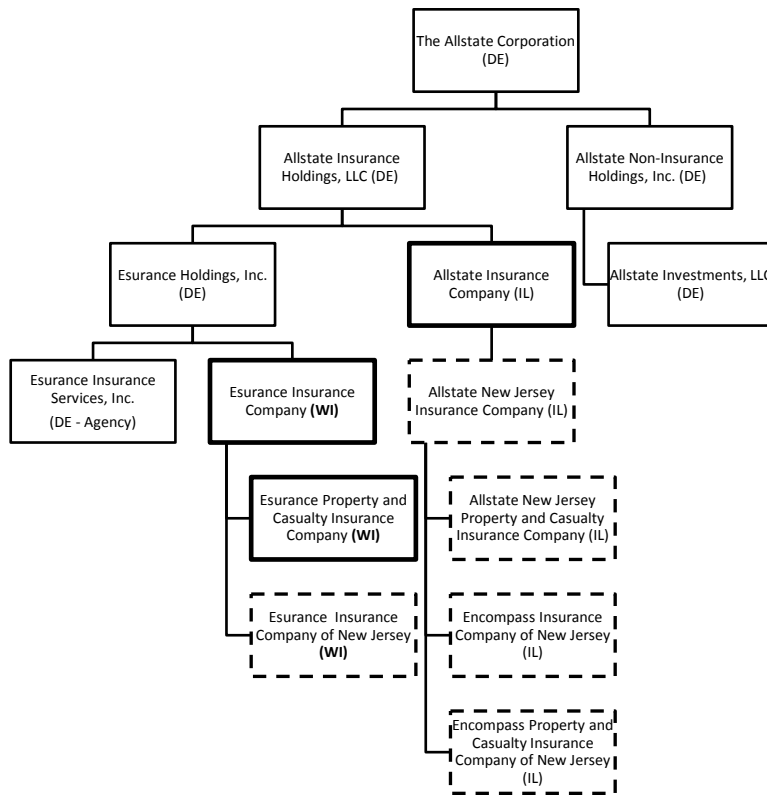 The Allstate Corporation
(DE)
Allstate Insurance
Holdings, LLC (DE)
Allstate Non-Insurance
Holdings, Inc. (DE)
Esurance Holdings, Inc.
(DE)
Allstate Insurance
Company (IL)
Allstate Investments, LLC
(DE)
Esurance Insurance
Services, Inc.
(DE - Agency)
Esurance Insurance
Company (WI)
Allstate New Jersey
Insurance Company (IL)
Esurance Property and
Casualty Insurance
Company (WI)
Allstate New Jersey
Property and Casualty
Insurance Company (IL)
Esurance Insurance
Company of New Jersey
(WI)
Encompass Insurance
Company of New Jersey
(IL)
Encompass Property and
Casualty Insurance
Company of New Jersey
(IL)